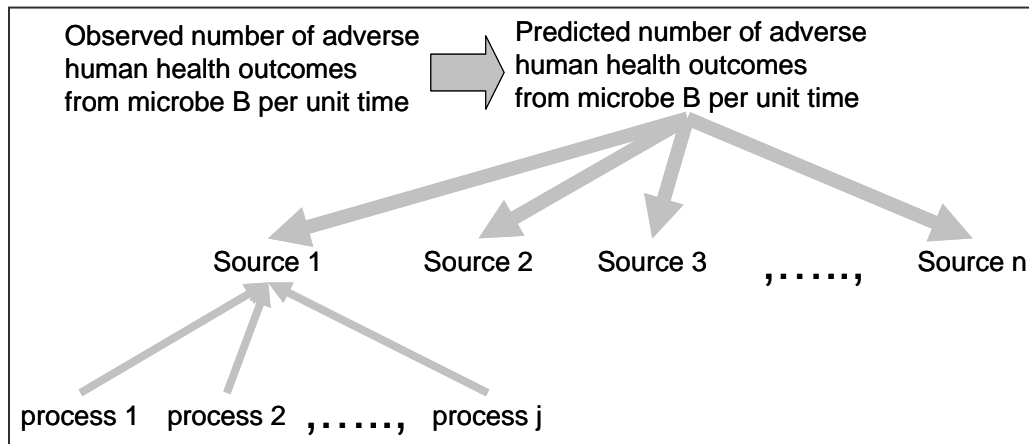 Observed number of adverse
human health outcomes
from microbe B per unit time
Predicted number of adverse
human health outcomes
from microbe B per unit time
Source 1 Source 2 Source 3 ,....., Source n
process 1 process 2 ,....., process j